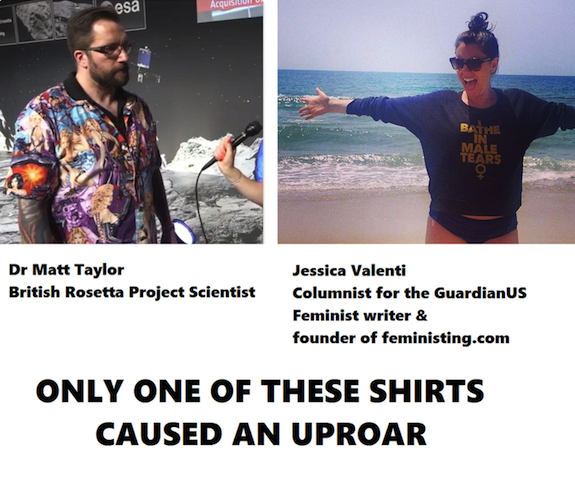 esa
Acquisition
I
BATHE
IN
MALE
TEARS
Dr Matt Taylor
British Rosetta Project Scientist
Jessica Valenti
Columnist for the GuardianUS
Feminist writer &
founder of feministing.com
ONLY ONE OF THESE SHIRTS
CAUSED AN UPROAR